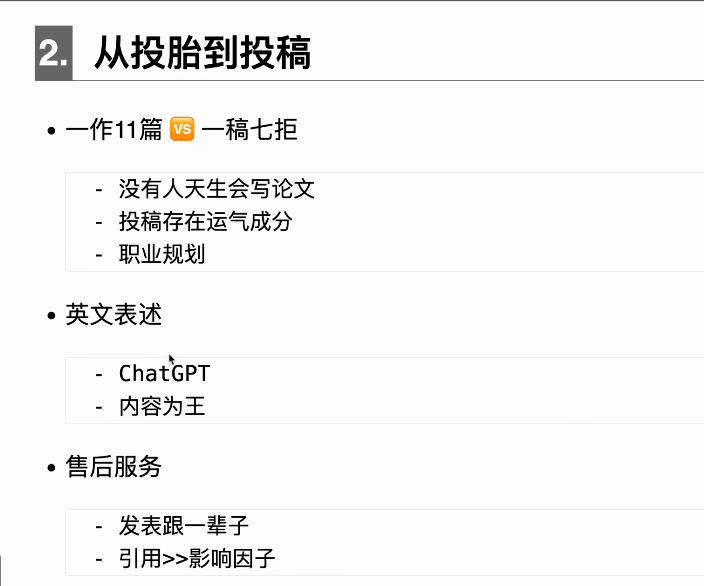 2. 从投胎到投稿
• 一作11篇 🆚 一稿七拒
- 没有人天生会写论文
- 投稿存在运气成分
- 职业规划
• 英文表述
- ChatGPT
- 内容为王
• 售后服务
- 发表跟一辈子
- 引用>>影响因子